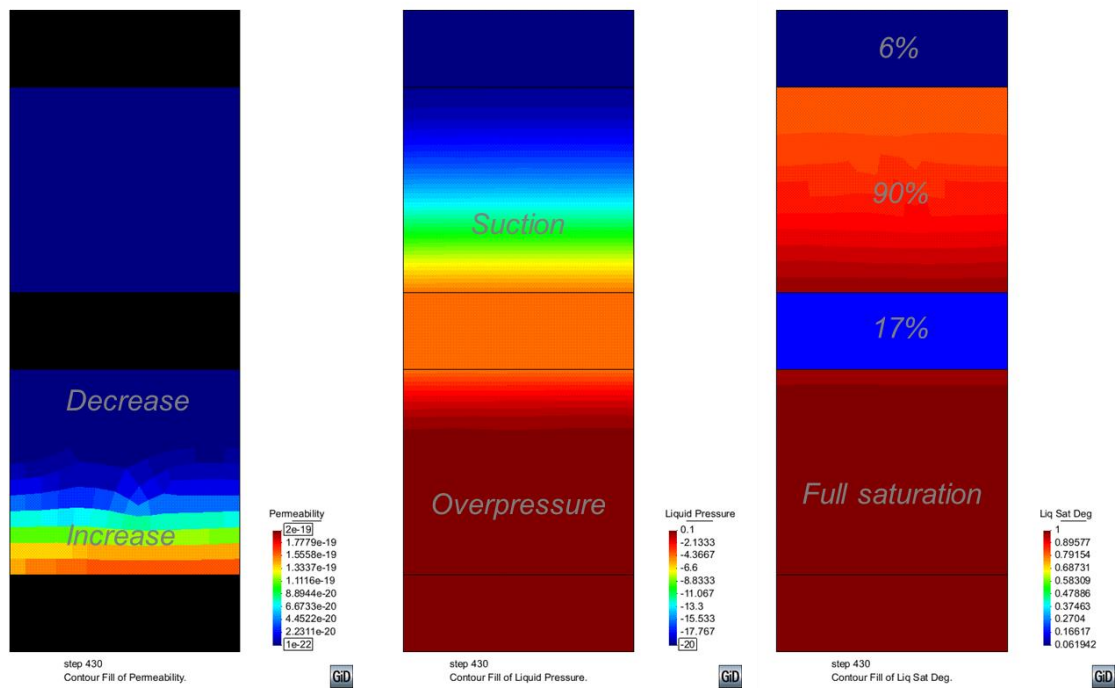 Decrease
Increase
Permeability
2e-19
1.7779e-19
1.5558e-19
1.3337e-19
1.1116e-19
8.8944e-20
6.6733e-20
4.4522e-20
2.2311e-20
1e-22
step 430
Contour Fill of Permeability.
GiD
Suction
Overpressure
Liquid Pressure
0.1
-2.1333
-4.3667
-6.6
-8.8333
-11.067
-13.3
-15.533
-17.767
-20
step 430
Contour Fill of Liquid Pressure.
GiD
6%
90%
17%
Full saturation
Liq Sat Deg
1
0.89577
0.79154
0.68731
0.58309
0.47886
0.37463
0.2704
0.16617
0.061942
step 430
Contour Fill of Liq Sat Deg.
GiD